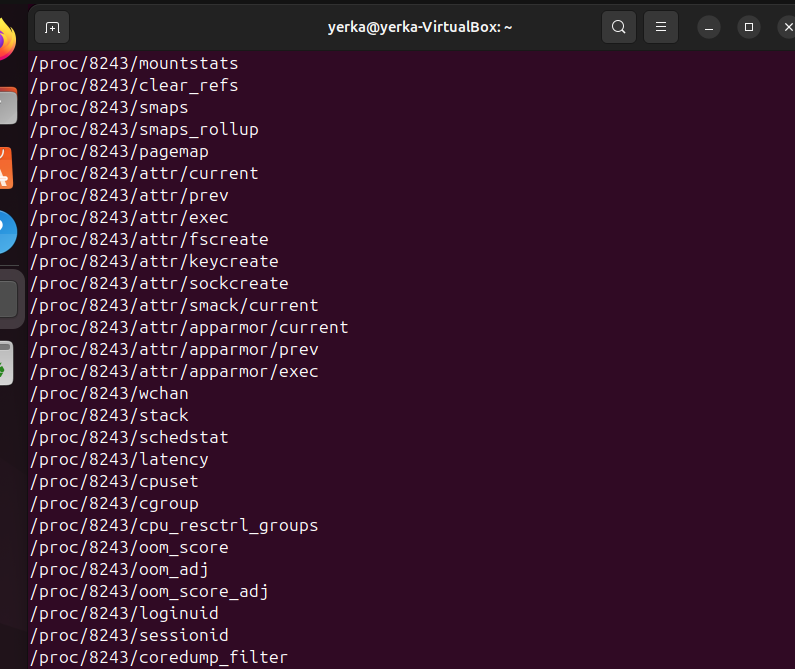 yerka@yerka-VirtualBox: ~
/proc/8243/mountstats
/proc/8243/clear_refs
/proc/8243/smaps
/proc/8243/smaps_rollup
/proc/8243/pagemap
/proc/8243/attr/current
/proc/8243/attr/prev
/proc/8243/attr/exec
/proc/8243/attr/fscreate
/proc/8243/attr/keycreate
/proc/8243/attr/sockcreate
/proc/8243/attr/smack/current
/proc/8243/attr/apparmor/current
/proc/8243/attr/apparmor/prev
/proc/8243/attr/apparmor/exec
/proc/8243/wchan
/proc/8243/stack
/proc/8243/schedstat
/proc/8243/latency
/proc/8243/cpuset
/proc/8243/cgroup
/proc/8243/cpu_resctrl_groups
/proc/8243/oom_score
/proc/8243/oom_adj
/proc/8243/oom_score_adj
/proc/8243/loginuid
/proc/8243/sessionid
/proc/8243/coredump_filter